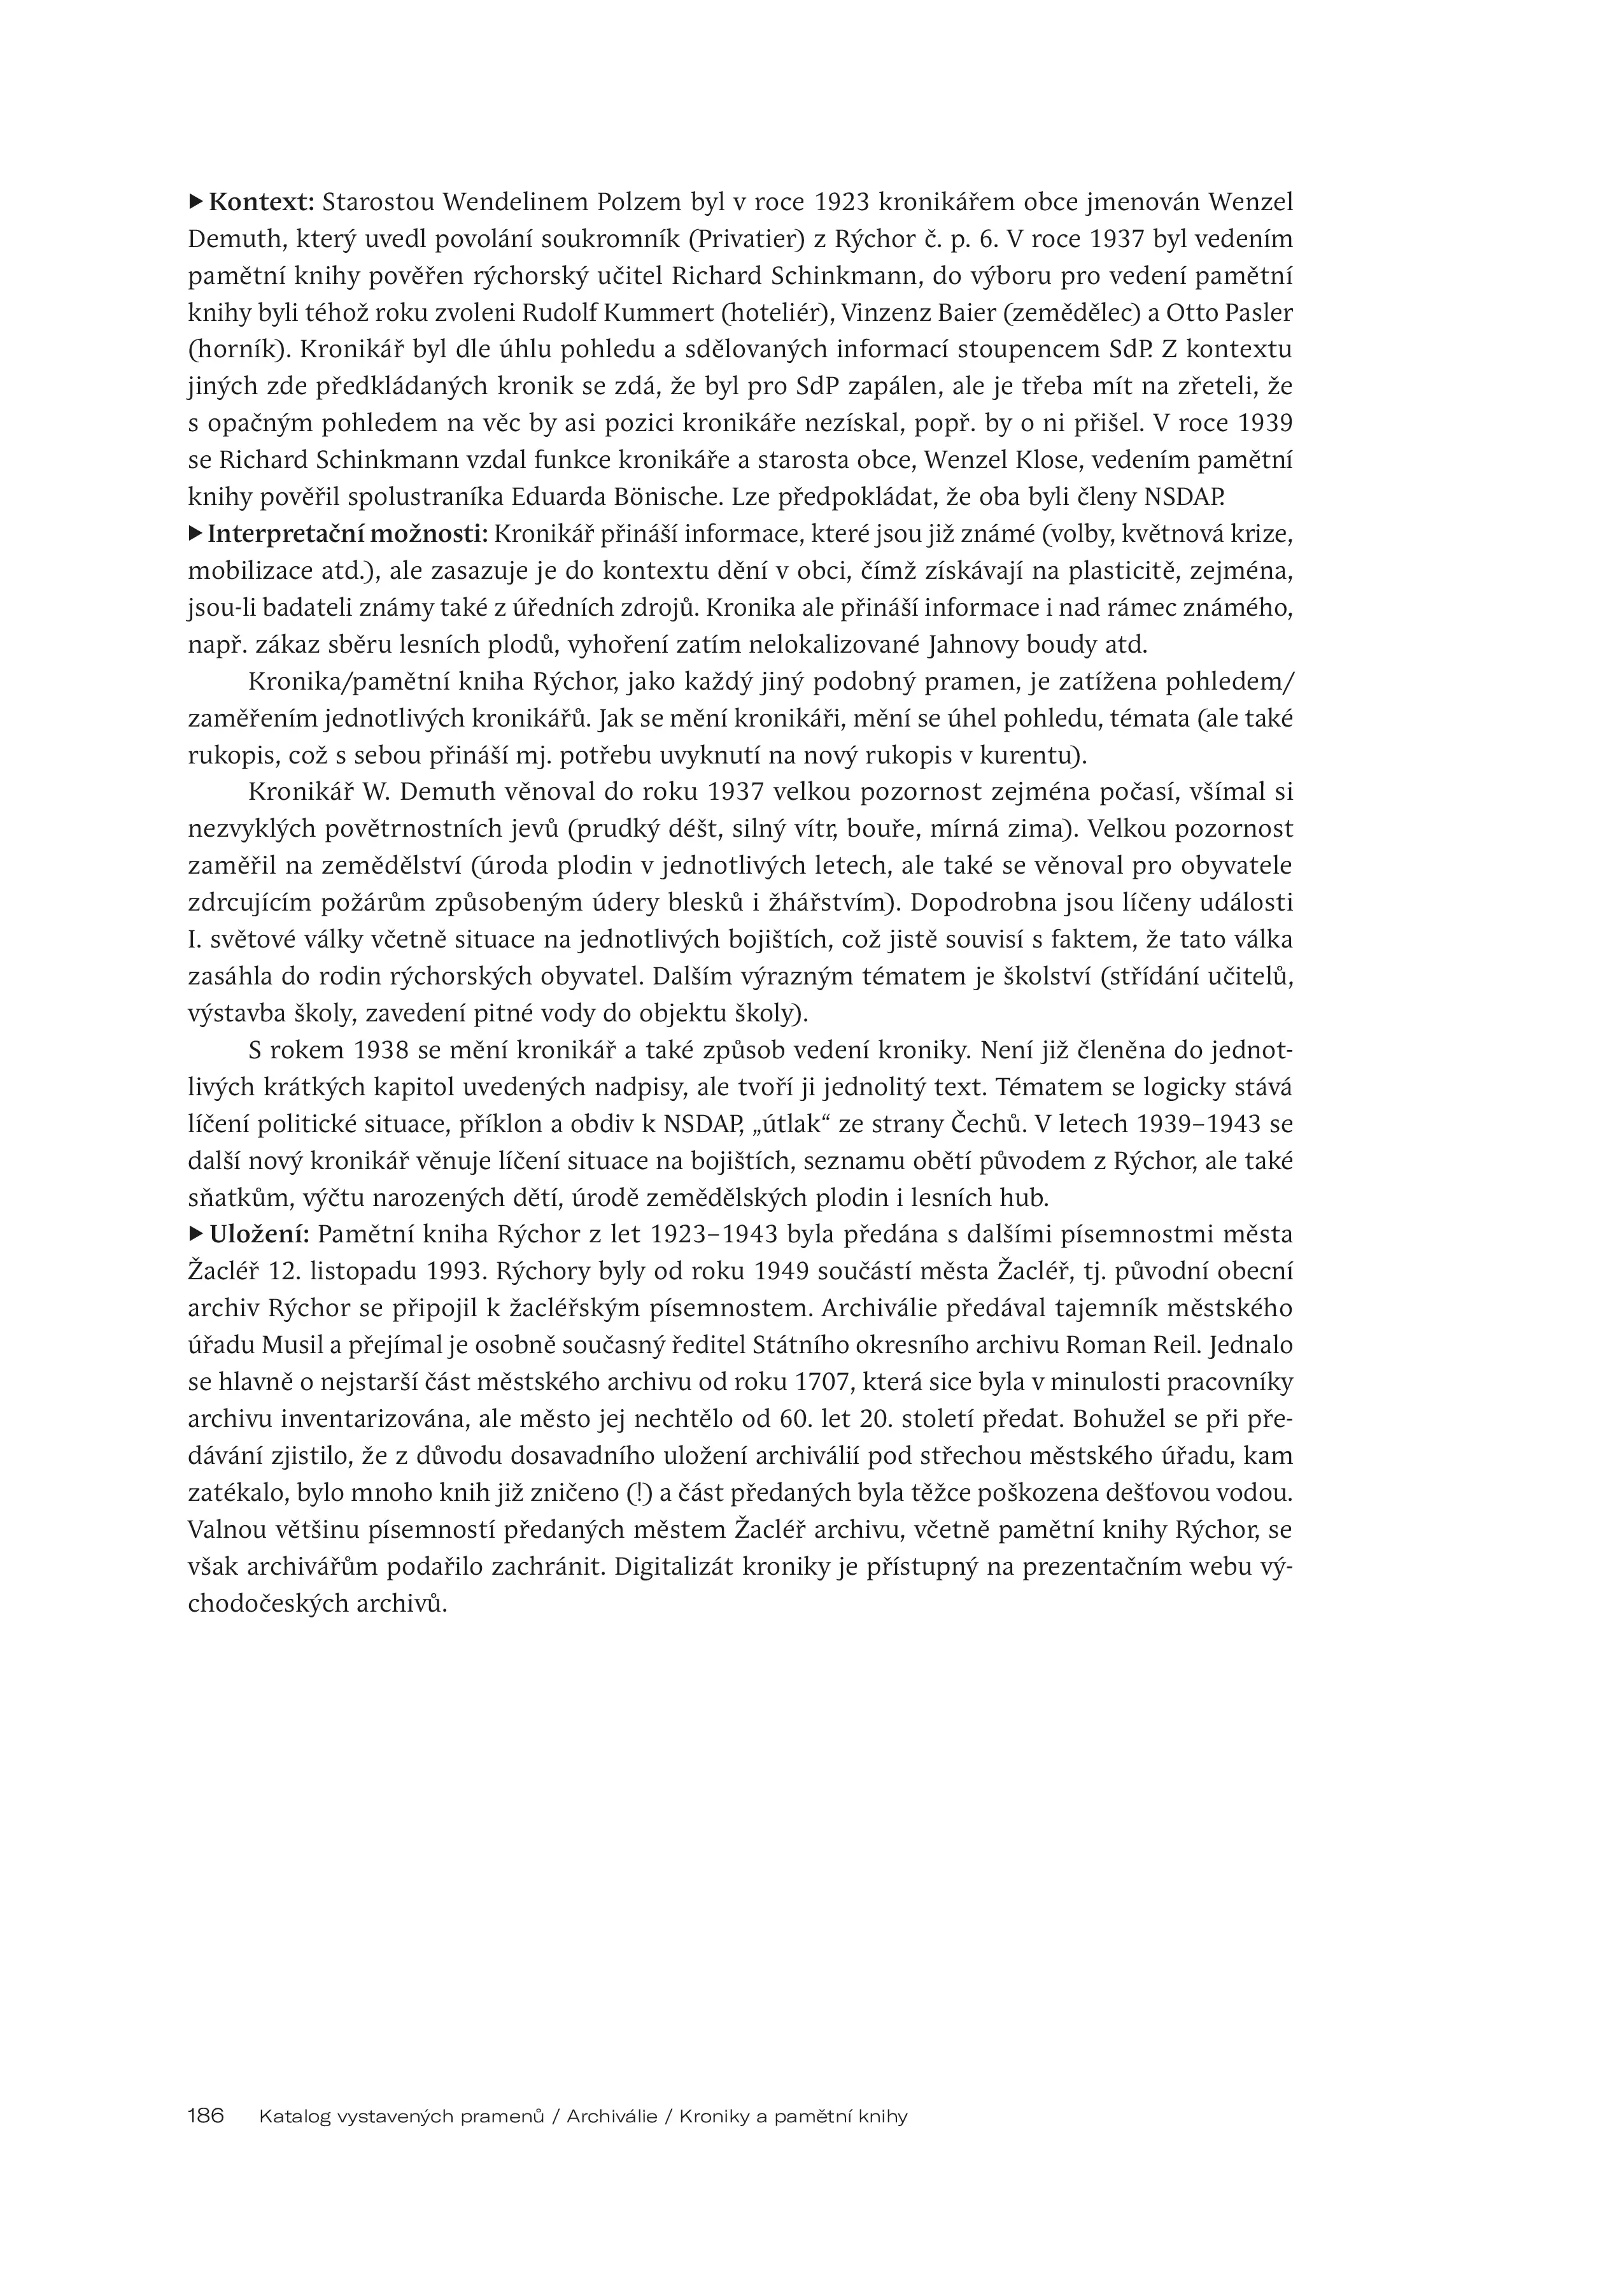 ▶ Kontext: Starostou Wendelinem Polzem byl v roce 1923 kronikářem obce jmenován Wenzel
Demuth, který uvedl povolání soukromník (Privatier) z Rýchor č. p. 6. V roce 1937 byl vedením
pamětní knihy pověřen rýchorský učitel Richard Schinkmann, do výboru pro vedení pamětní
knihy byli téhož roku zvoleni Rudolf Kummert (hoteliér), Vinzenz Baier (zemědělec) a Otto Pasler
(horník). Kronikář byl dle úhlu pohledu a sdělovaných informací stoupencem SdP. Z kontextu
jiných zde předkládaných kronik se zdá, že byl pro SdP zapálen, ale je třeba mít na zřeteli, že
s opačným pohledem na věc by asi pozici kronikáře nezískal, popř. by o ni přišel. V roce 1939
se Richard Schinkmann vzdal funkce kronikáře a starosta obce, Wenzel Klose, vedením pamětní
knihy pověřil spolustraníka Eduarda Bönische. Lze předpokládat, že oba byli členy NSDAP.
▶ Interpretační možnosti: Kronikář přináší informace, které jsou již známé (volby, květnová krize,
mobilizace atd.), ale zasazuje je do kontextu dění v obci, čímž získávají na plasticitě, zejména,
jsou-li badateli známy také z úředních zdrojů. Kronika ale přináší informace i nad rámec známého,
např. zákaz sběru lesních plodů, vyhoření zatím nelokalizované Jahnovy boudy atd.
Kronika/pamětní kniha Rýchor, jako každý jiný podobný pramen, je zatížena pohledem/
zaměřením jednotlivých kronikářů. Jak se mění kronikáři, mění se úhel pohledu, témata (ale také
rukopis, což s sebou přináší mj. potřebu uvyknutí na nový rukopis v kurentu).
Kronikář W. Demuth věnoval do roku 1937 velkou pozornost zejména počasí, všímal si
nezvyklých povětrnostních jevů (prudký déšt, silný vítr, bouře, mírná zima). Velkou pozornost
zaměřil na zemědělství (úroda plodin v jednotlivých letech, ale také se věnoval pro obyvatele
zdrcujícím požárům způsobeným údery blesků i žhářstvím). Dopodrobna jsou líčeny události
I. světové války včetně situace na jednotlivých bojištích, což jistě souvisí s faktem, že tato válka
zasáhla do rodin rýchorských obyvatel. Dalším výrazným tématem je školství (střídání učitelů,
výstavba školy, zavedení pitné vody do objektu školy).
S rokem 1938 se mění kronikář a také způsob vedení kroniky. Není již členěna do jednot-
livých krátkých kapitol uvedených nadpisy, ale tvoří ji jednolitý text. Tématem se logicky stává
líčení politické situace, příklon a obdiv k NSDAP, „útlak“ ze strany Čechů. V letech 1939–1943 se
další nový kronikář věnuje líčení situace na bojištích, seznamu obětí původem z Rýchor, ale také
sňatkům, výčtu narozených dětí, úrodě zemědělských plodin i lesních hub.
▶ Uložení: Pamětní kniha Rýchor z let 1923–1943 byla předána s dalšími písemnostmi města
Žacléř 12. listopadu 1993. Rýchory byly od roku 1949 součástí města Žacléř, tj. původní obecní
archiv Rýchor se připojil k žacléřským písemnostem. Archiválie předával tajemník městského
úřadu Musil a přejímal je osobně současný ředitel Státního okresního archivu Roman Reil. Jednalo
se hlavně o nejstarší část městského archivu od roku 1707, která sice byla v minulosti pracovníky
archivu inventarizována, ale město jej nechtělo od 60. let 20. století předat. Bohužel se při pře-
dávání zjistilo, že z důvodu dosavadního uložení archiválií pod střechou městského úřadu, kam
zatékalo, bylo mnoho knih již zničeno (!) a část předaných byla těžce poškozena dešťovou vodou.
Valnou většinu písemností předaných městem Žacléř archivu, včetně pamětní knihy Rýchor, se
však archivářům podařilo zachránit. Digitalizát kroniky je přístupný na prezentačním webu vý-
chodočeských archivů.
186 Katalog vystavených pramenů / Archiválie / Kroniky a pamětní knihy